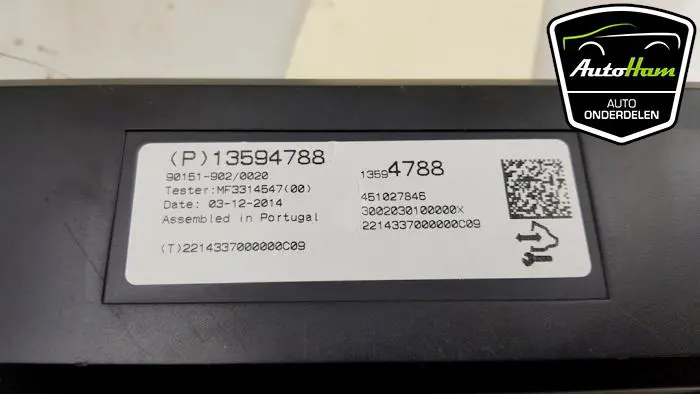 (P)13594788
90151-902/0020
Tester:MF3314547(00)
Date: 03-12-2014
Assembled in Portugal
(T)2214337000000C09
13594788
451027846
3002030100000X
2214337000000C09
AutoHam
AUTO
ONDERDELEN